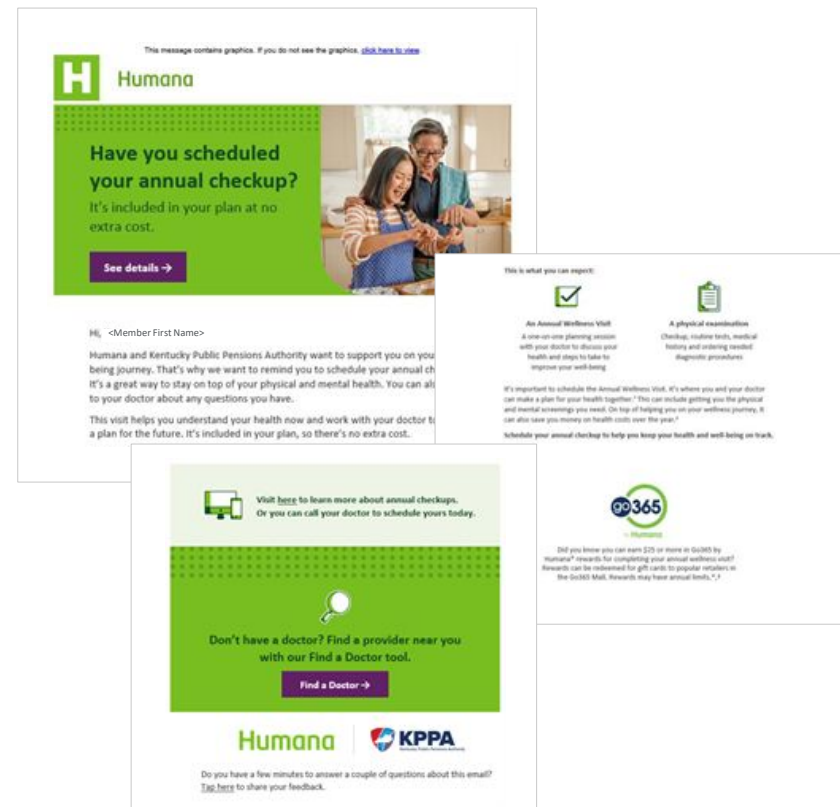 This message contains graphics. If you do not see the graphics, click here to view.
H Humana
Have you scheduled
your annual checkup?
It's included in your plan at no
extra cost.
See details →
Hi, <Member First Name>
Humana and Kentucky Public Pensions Authority want to support you on you
being journey. That's why we want to remind you to schedule your annual ch
It's a great way to stay on top of your physical and mental health. You can al
to your doctor about any questions you have.
This visit helps you understand your health now and work with your doctor t
a plan for the future. It's included in your plan, so there's no extra cost.
This is what you can expect:
An Annual Wellness Visit
A one-on-one planning session
with your doctor to discuss your
health and steps to take to
improve your well-being
A physical examination
Checkup, routine tests, medical
history and ordering needed
diagnostic procedures
It's important to schedule the Annual Wellness Visit. It's where you and your doctor
can make a plan for your health together.¹ This can include getting you the physical
and mental screenings you need. On top of helping you on your wellness journey, it
can also save you money on health costs over the year.²
Schedule your annual checkup to help you keep your health and well-being on track.
go365
by Humana
Did you know you can earn $25 or more in Go365 by
Humana® rewards for completing your annual wellness visit?
Rewards can be redeemed for gift cards to popular retailers in
the Go365 Mall. Rewards may have annual limits.*,³
Visit here to learn more about annual checkups.
Or you can call your doctor to schedule yours today.
Don't have a doctor? Find a provider near you
with our Find a Doctor tool.
Find a Doctor →
Humana KPPA
Kentucky Public Pensions Authority
Do you have a few minutes to answer a couple of questions about this email?
Tap here to share your feedback.